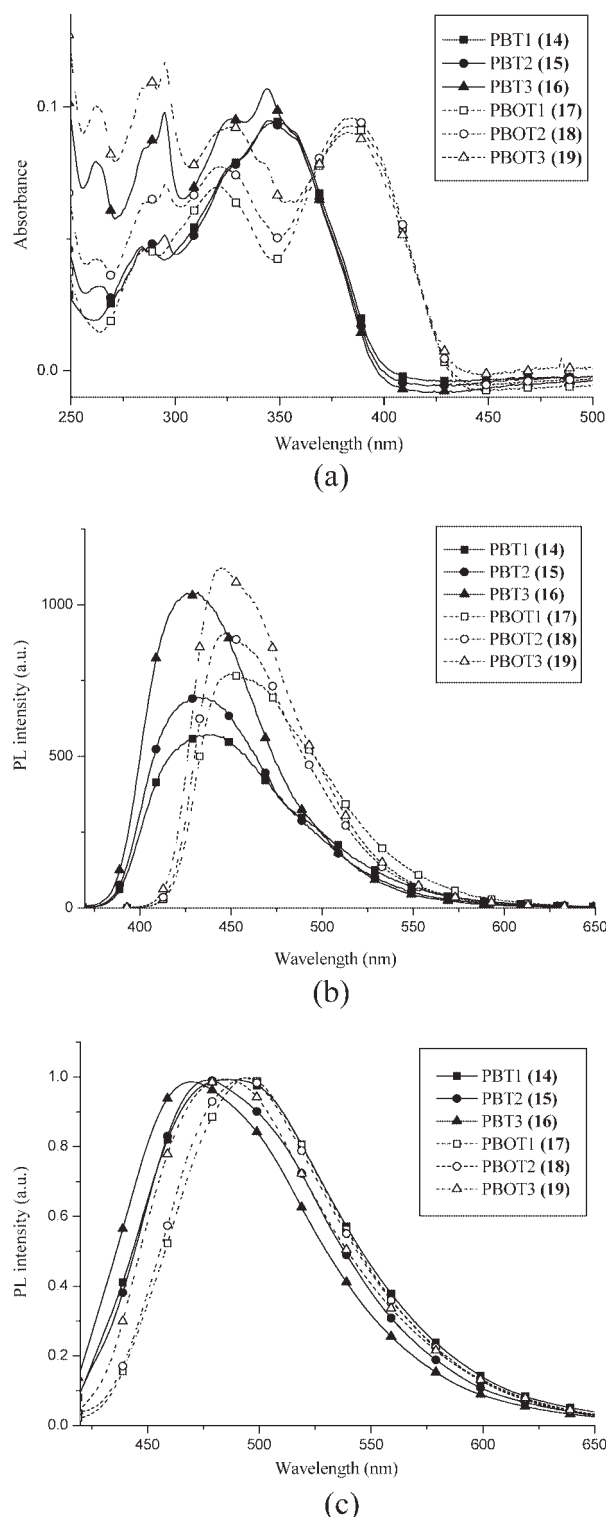 PBT1 (14)
PBT2 (15)
PBT3 (16)
PBOT1 (17)
PBOT2 (18)
PBOT3 (19)
0.1
0.0
Absorbance
250 300 350 400 450 500
Wavelength (nm)
(a)
PBT1 (14)
PBT2 (15)
PBT3 (16)
PBOT1 (17)
PBOT2 (18)
PBOT3 (19)
1000
500
0
PL intensity (a.u.)
400 450 500 550 600 650
Wavelength (nm)
(b)
PBT1 (14)
PBT2 (15)
PBT3 (16)
PBOT1 (17)
PBOT2 (18)
PBOT3 (19)
1.0
0.8
0.6
0.4
0.2
0.0
PL intensity (a.u.)
450 500 550 600 650
Wavelength (nm)
(c)